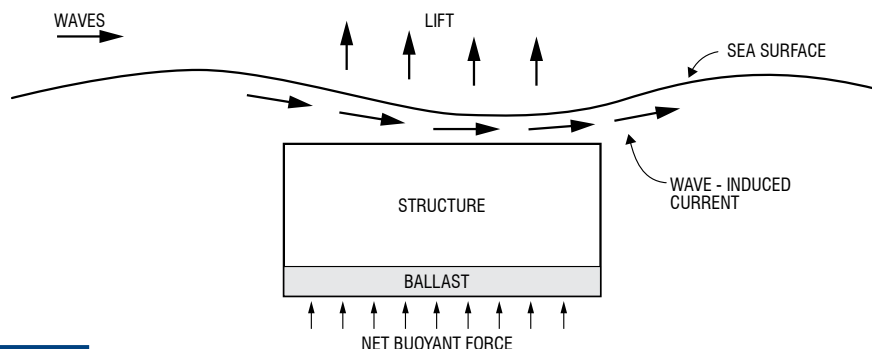 WAVES
LIFT
SEA SURFACE
WAVE - INDUCED
CURRENT
STRUCTURE
BALLAST
NET BUOYANT FORCE